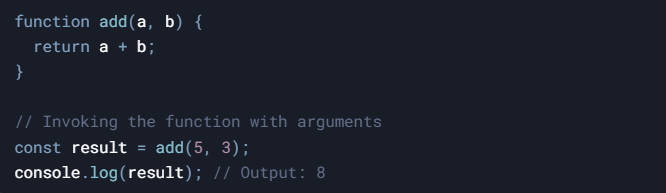 function add(a, b) {
  return a + b;
}

// Invoking the function with arguments
const result = add(5, 3);
console.log(result); // Output: 8